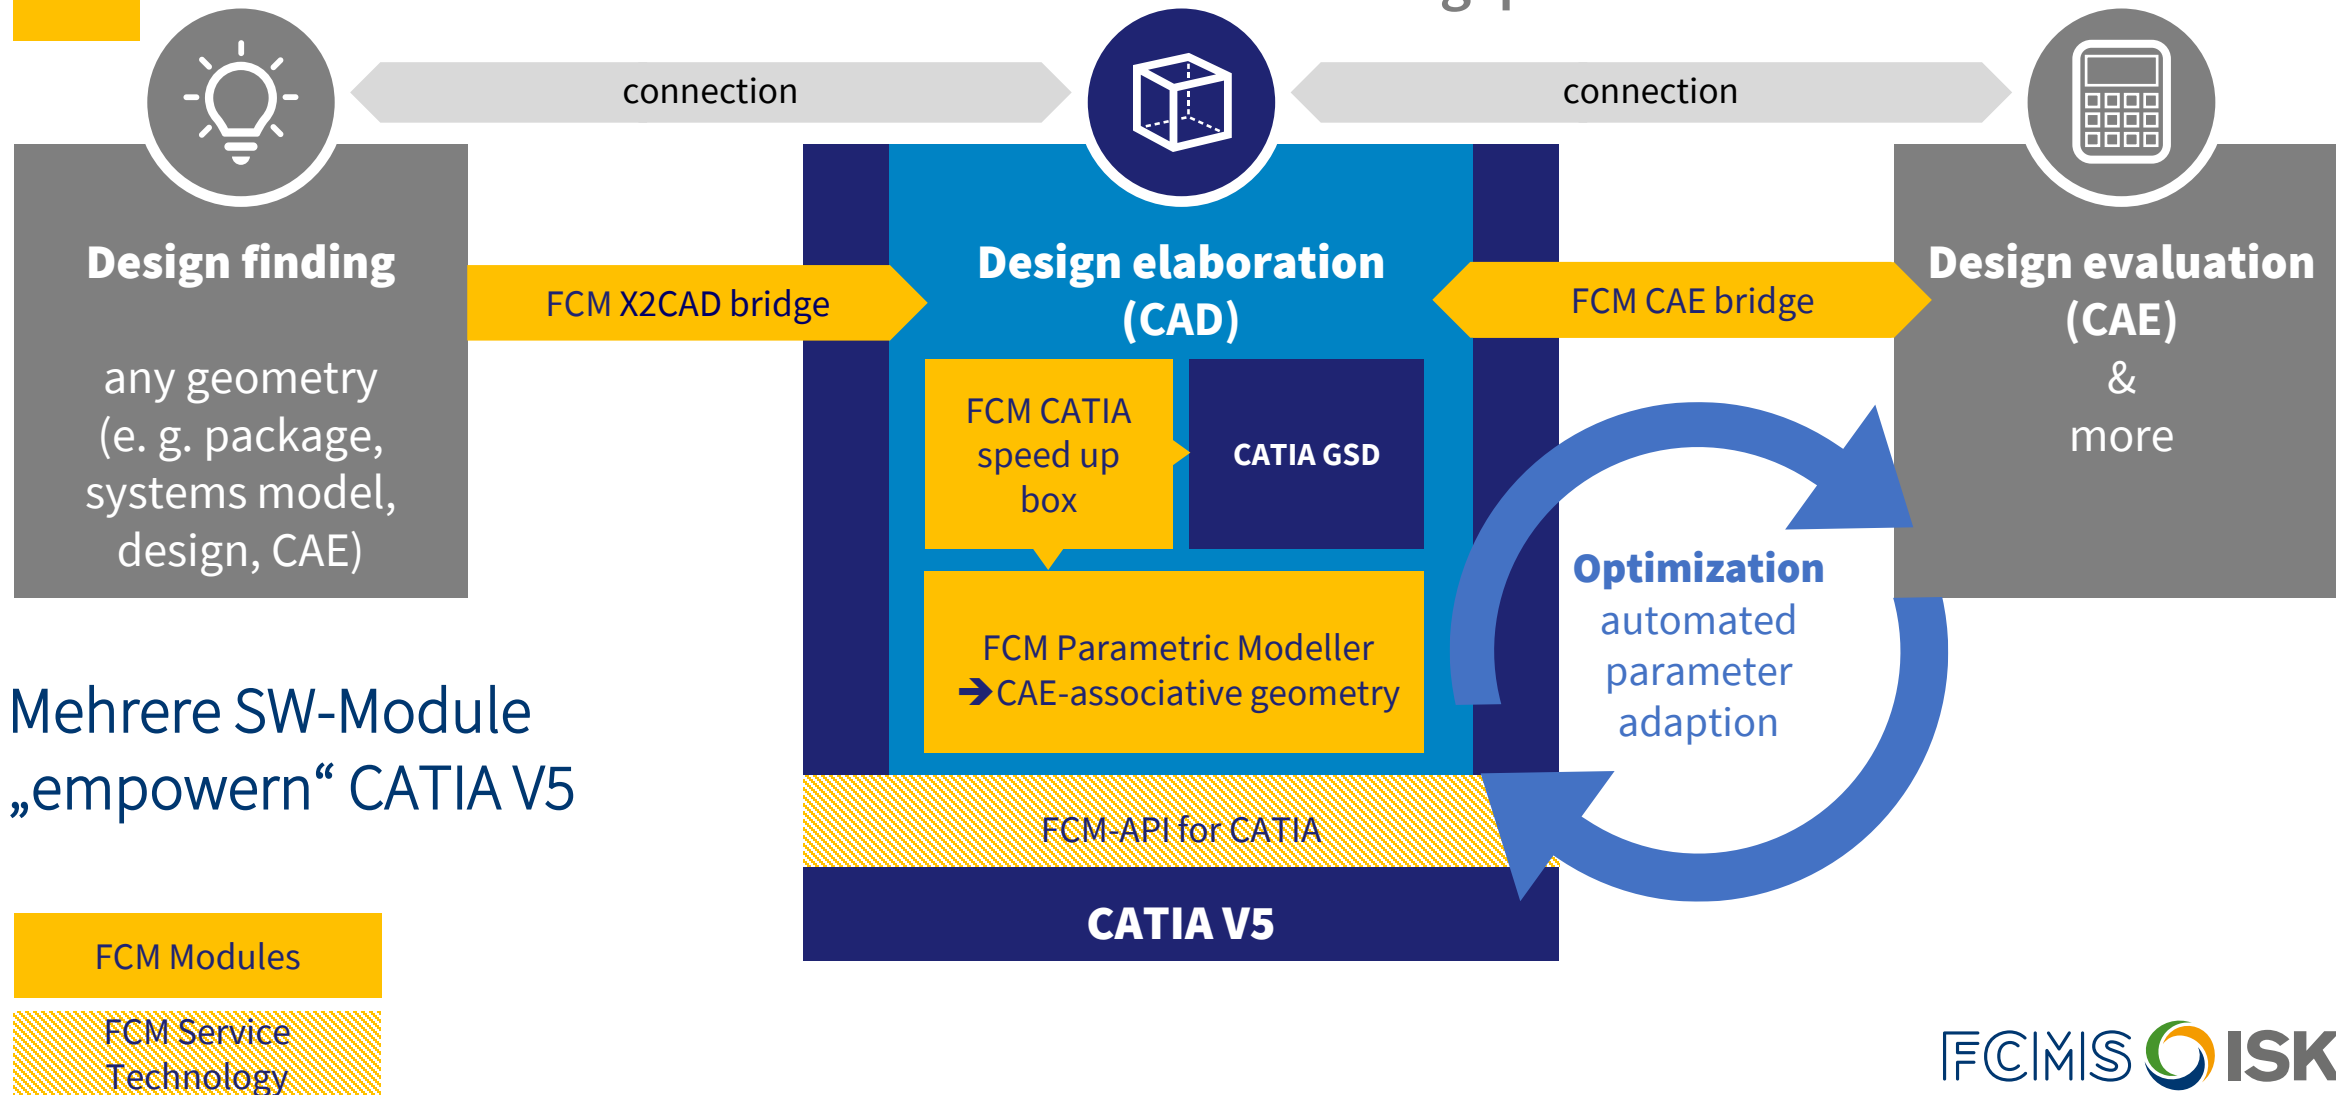 connection
connection
Design finding
any geometry
(e. g. package,
systems model,
design, CAE)
FCM X2CAD bridge
Design elaboration
(CAD)
FCM CATIA
speed up
box
CATIA GSD
FCM Parametric Modeller
➔CAE-associative geometry
FCM-API for CATIA
CATIA V5
FCM CAE bridge
Design evaluation
(CAE)
&
more
Optimization
automated
parameter
adaption
Mehrere SW-Module
„empowern“ CATIA V5
FCM Modules
FCM Service
Technology
FCMS ISK